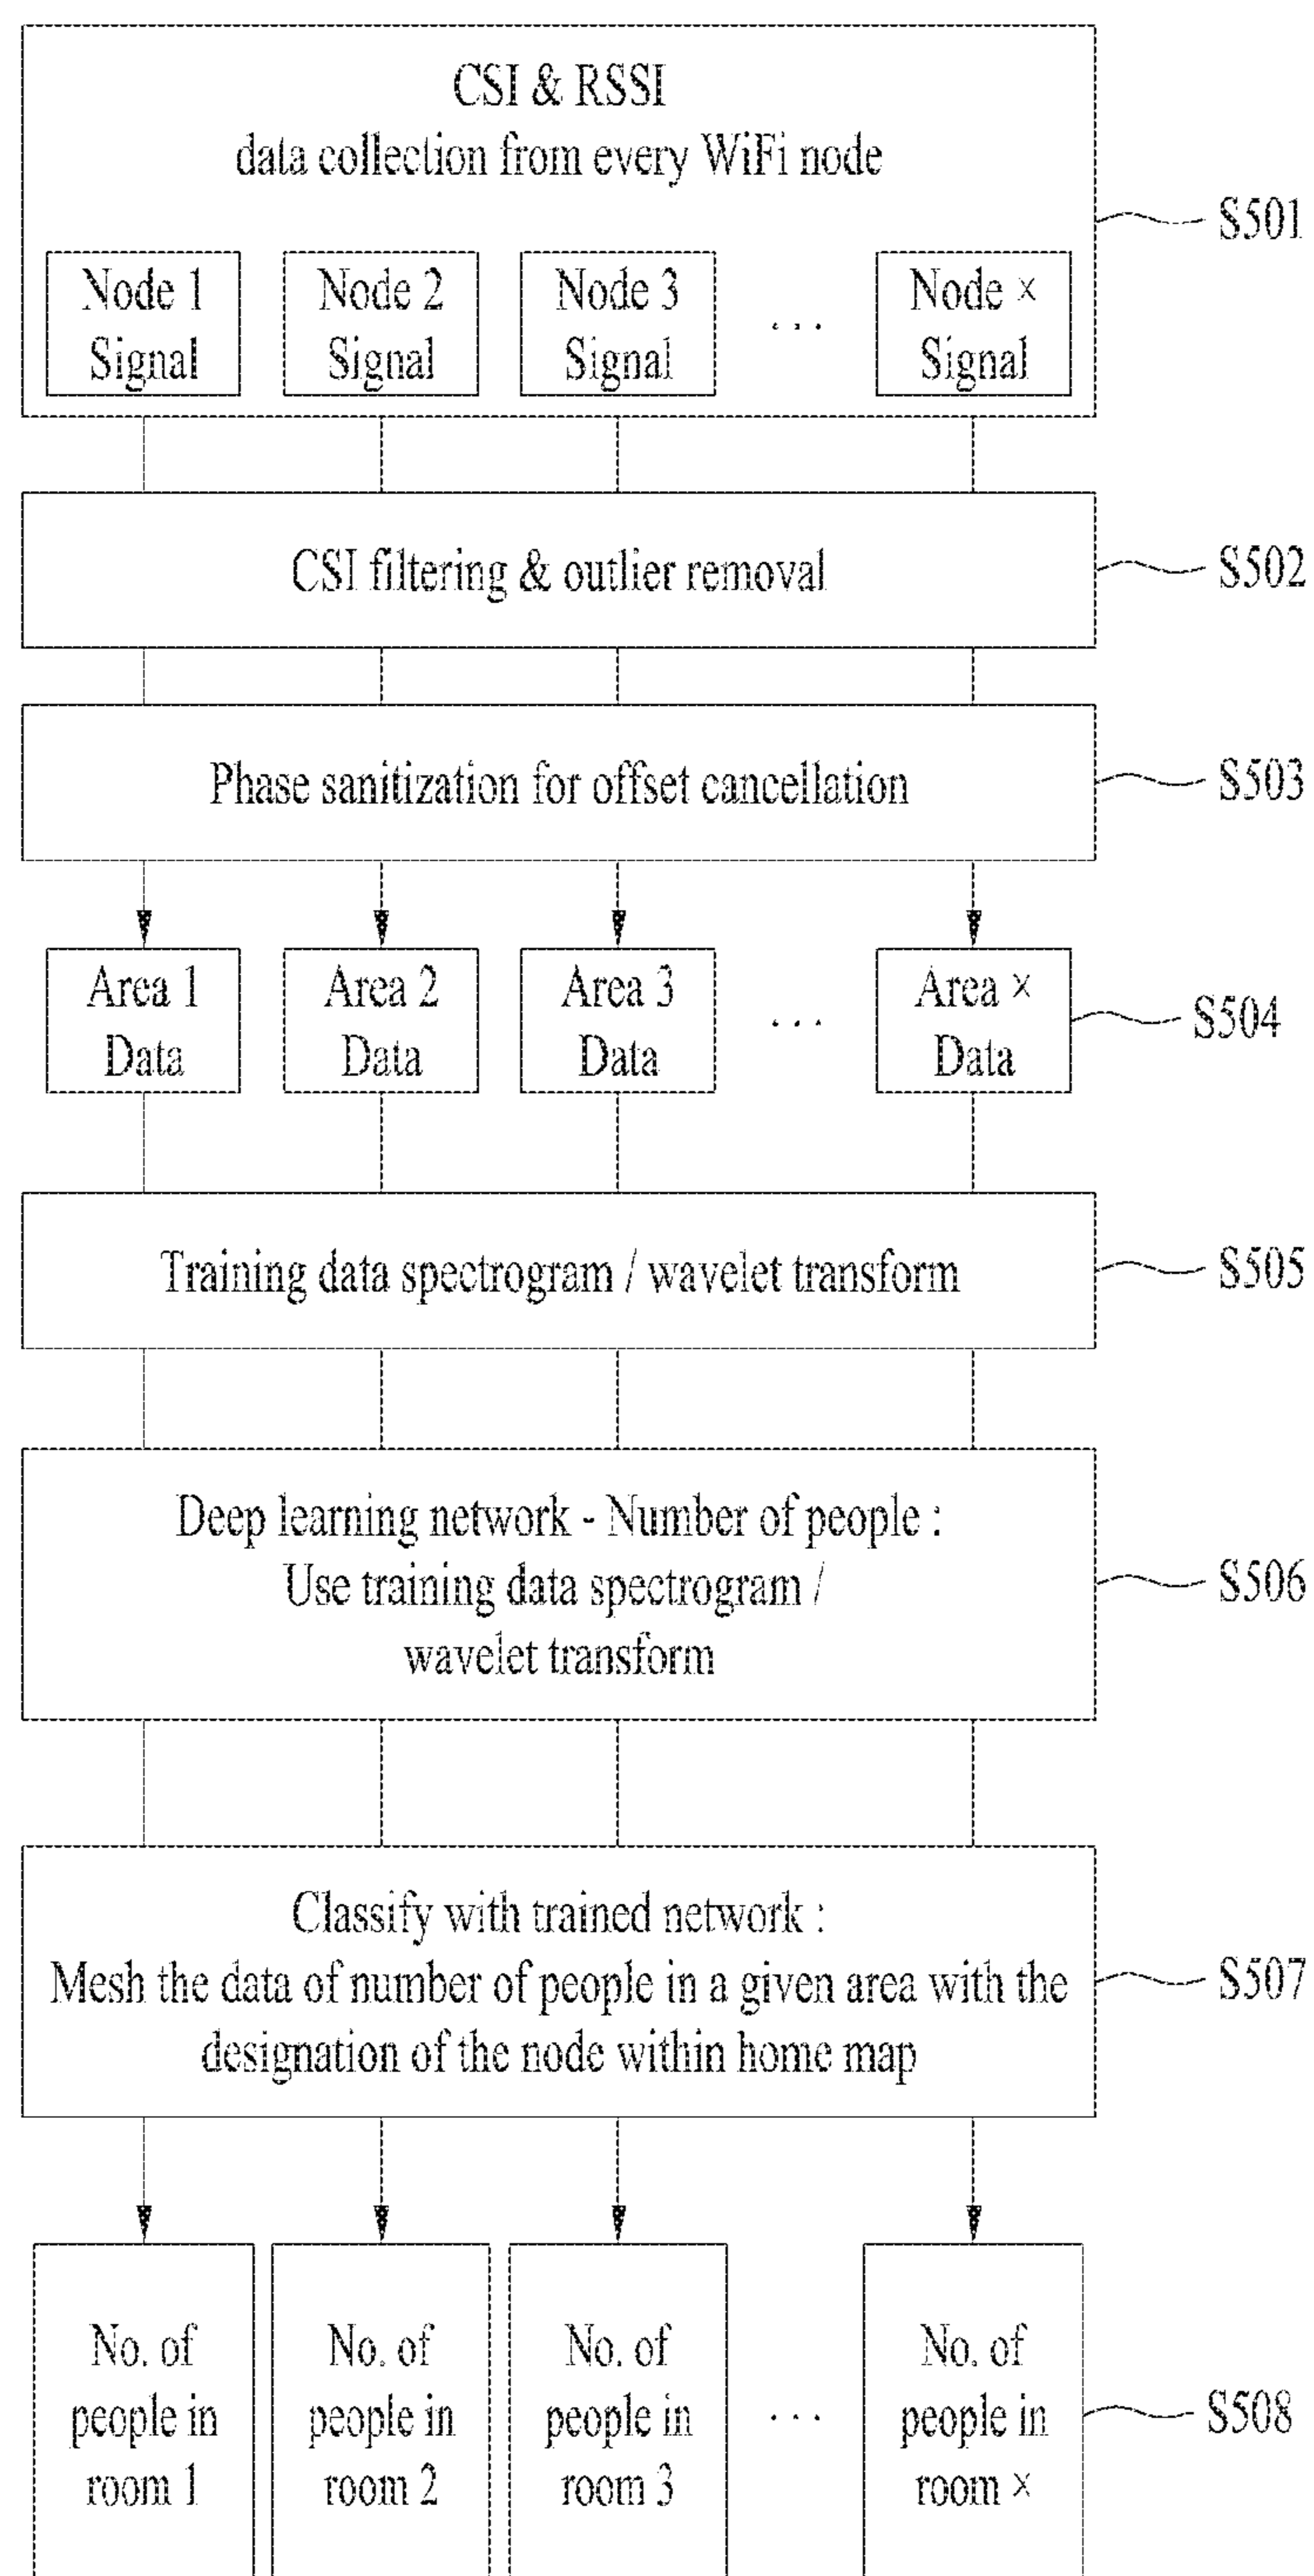 CSI & RSSI
data collection from every WiFi node
S501
Node 1
Signal
Node 2
Signal
Node 3
Signal
...
Node ×
Signal
CSI filtering & outlier removal
S502
Phase sanitization for offset cancellation
S503
Area 1
Data
Area 2
Data
Area 3
Data
...
Area ×
Data
S504
Training data spectrogram / wavelet transform
S505
Deep learning network - Number of people :
Use training data spectrogram /
wavelet transform
S506
Classify with trained network :
Mesh the data of number of people in a given area with the
designation of the node within home map
S507
No. of
people in
room 1
No. of
people in
room 2
No. of
people in
room 3
...
No. of
people in
room ×
S508